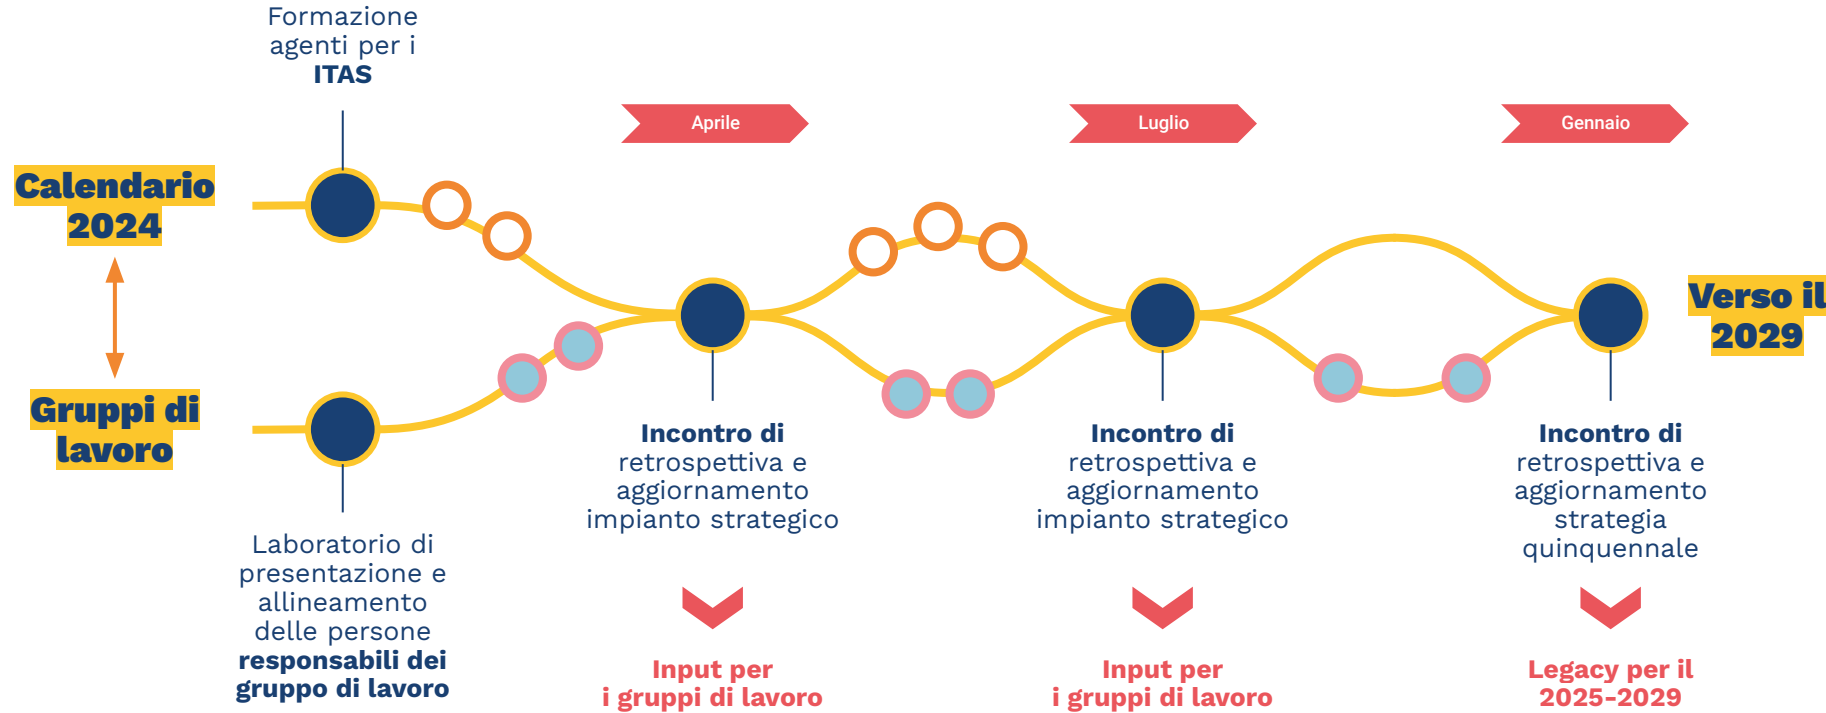 Formazione
agenti per i
ITAS
Aprile
Luglio
Gennaio
Calendario
2024
Verso il
2029
Gruppi di
lavoro
Laboratorio di
presentazione e
allineamento
delle persone
responsabili dei
gruppo di lavoro
Incontro di
retrospettiva e
aggiornamento
impianto strategico
Input per
i gruppi di lavoro
Incontro di
retrospettiva e
aggiornamento
impianto strategico
Input per
i gruppi di lavoro
Incontro di
retrospettiva e
aggiornamento
strategia
quinquennale
Legacy per il
2025-2029